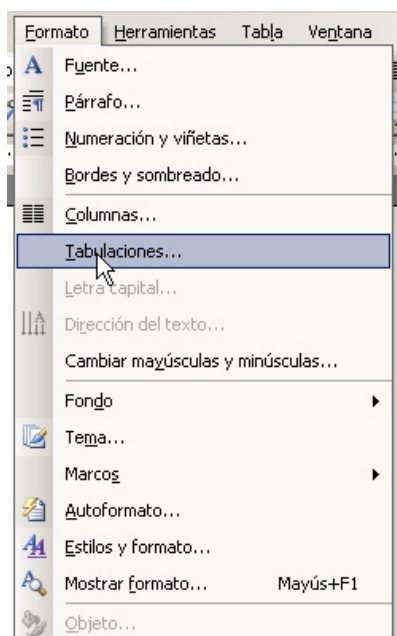 Formato Herramientas Tabla Ventana
Fuente...
Párrafo...
Numeración y viñetas...
Bordes y sombreado...
Columnas...
Tabulaciones...
Letra capital...
Dirección del texto...
Cambiar mayúsculas y minúsculas...
Fondo
Tema...
Marcos
Autoformato...
Estilos y formato...
Mostrar formato... Mayús+F1
Objeto...